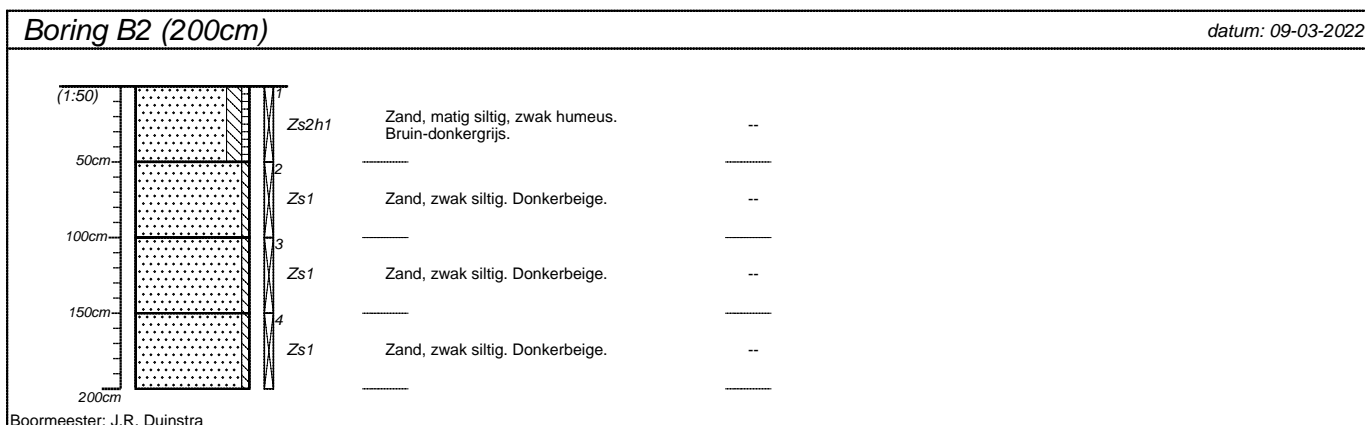 Boring B2 (200cm)
datum: 09-03-2022
(1:50)
1
Zs2h1
Zand, matig siltig, zwak humeus.
Bruin-donkergrijs.
--
50cm
2
Zs1
Zand, zwak siltig. Donkerbeige.
--
100cm
3
Zs1
Zand, zwak siltig. Donkerbeige.
--
150cm
4
Zs1
Zand, zwak siltig. Donkerbeige.
--
200cm
Boormeester: J.R. Duinstra